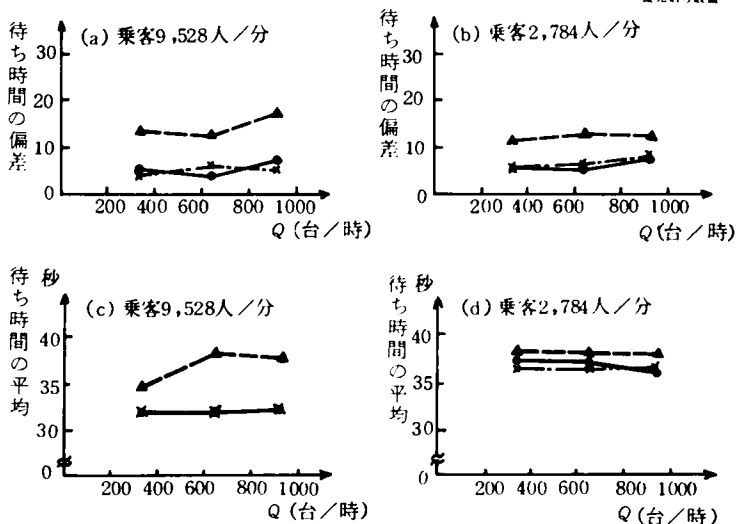 (a) 乗客9,528人/分
待ち時間の偏差
30
20
10
0
200 400 600 800 1000
Q (台/時)
(b) 乗客2,784人/分
待ち時間の偏差
30
20
10
0
200 400 600 800 1000
Q (台/時)
(c) 乗客9,528人/分
待ち時間の平均
秒
40
35
30
0
200 400 600 800 1000
Q (台/時)
(d) 乗客2,784人/分
待ち時間の平均
秒
40
35
30
0
200 400 600 800 1000
Q (台/時)